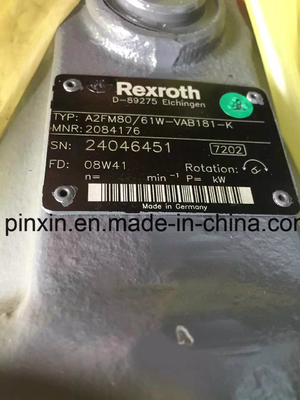 Rexroth
D-89275 Elchingen
TYP: A2FM80/61W-VAB181-K
MNR: 2084176
SN: 24046451 7202
FD: 08W41 Rotation:
n= min⁻¹ P= kW
Made in Germany
pinxin.en.made-in-china.com